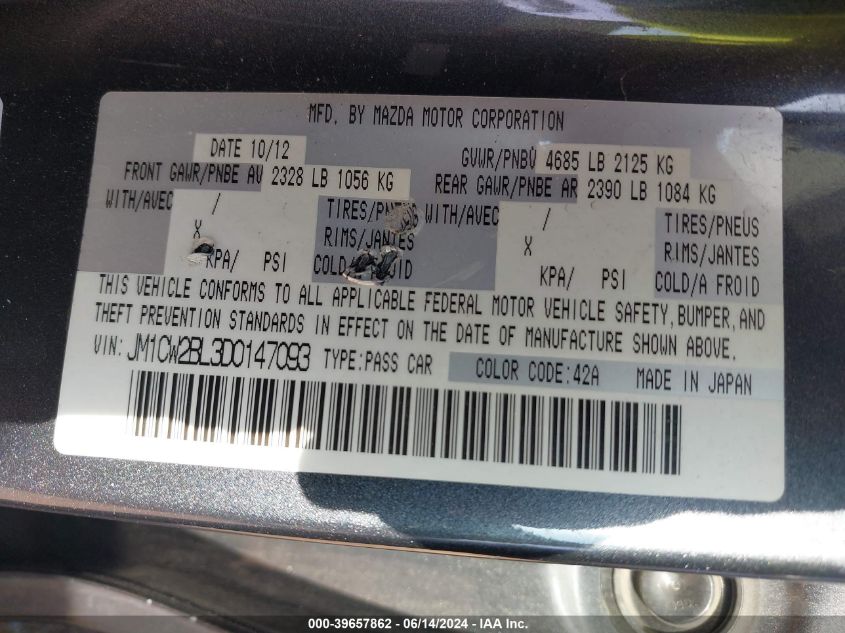 MFD. BY MAZDA MOTOR CORPORATION
DATE 10/12 GVWR/PNBV 4685 LB 2125 KG
FRONT GAWR/PNBE AV 2328 LB 1056 KG REAR GAWR/PNBE AR 2390 LB 1084 KG
WITH/AVEC / TIRES/PNEUS WITH/AVEC / TIRES/PNEUS
X RIMS/JANTES X RIMS/JANTES
KPA/ PSI COLD/A FROID KPA/ PSI COLD/A FROID
THIS VEHICLE CONFORMS TO ALL APPLICABLE FEDERAL MOTOR VEHICLE SAFETY,BUMPER,AND
THEFT PREVENTION STANDARDS IN EFFECT ON THE DATE OF MANUFACTURE SHOWN ABOVE.
VIN: JM1CW2BL3D0147093 TYPE:PASS CAR COLOR CODE:42A MADE IN JAPAN
000-39657862 - 06/14/2024 - IAA Inc.